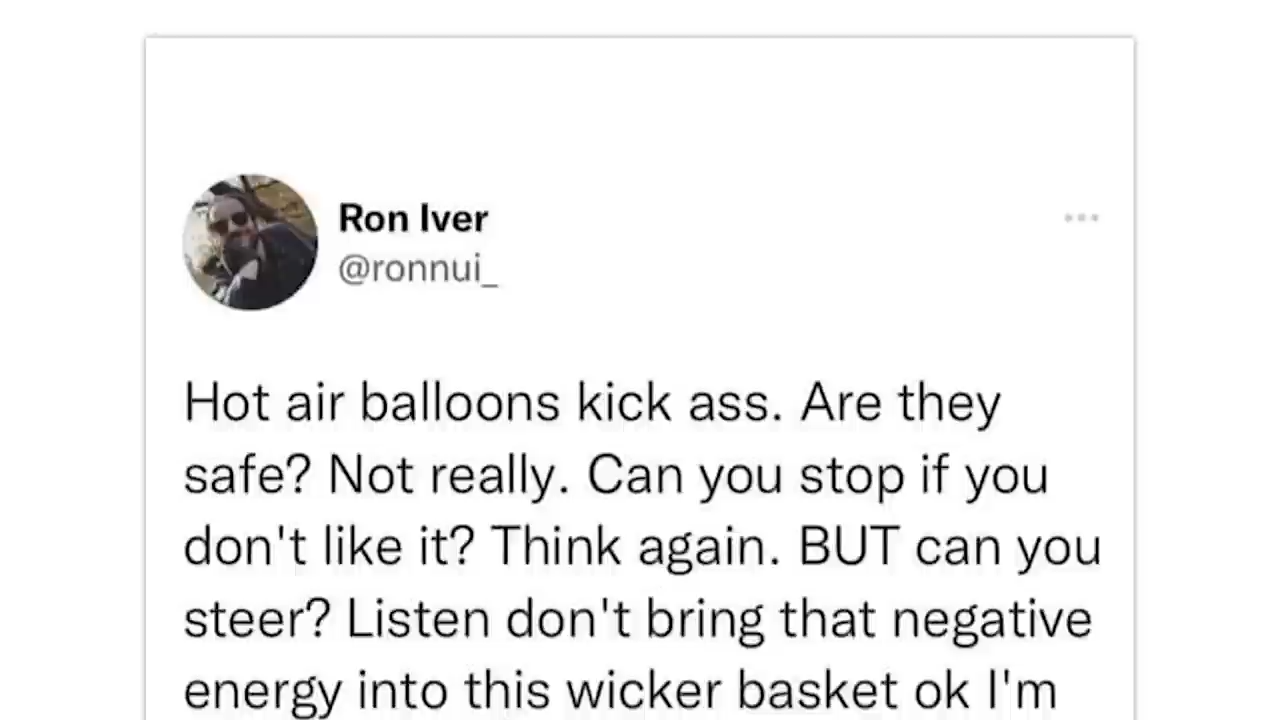 Ron Iver
@ronnui_
Hot air balloons kick ass. Are they
safe? Not really. Can you stop if you
don't like it? Think again. BUT can you
steer? Listen don't bring that negative
energy into this wicker basket ok I'm